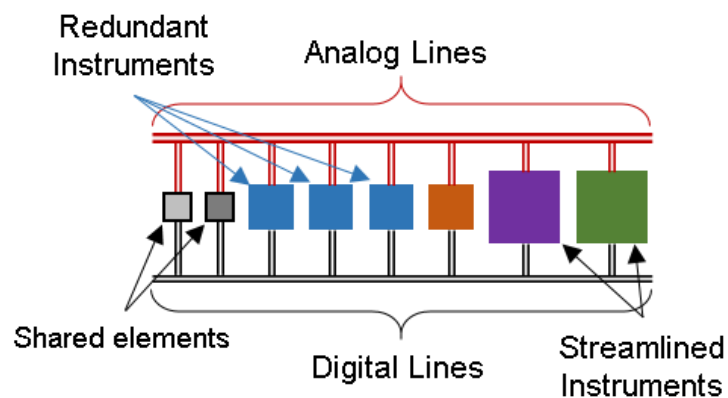 Redundant
Instruments
Analog Lines
Shared elements
Digital Lines
Streamlined
Instruments